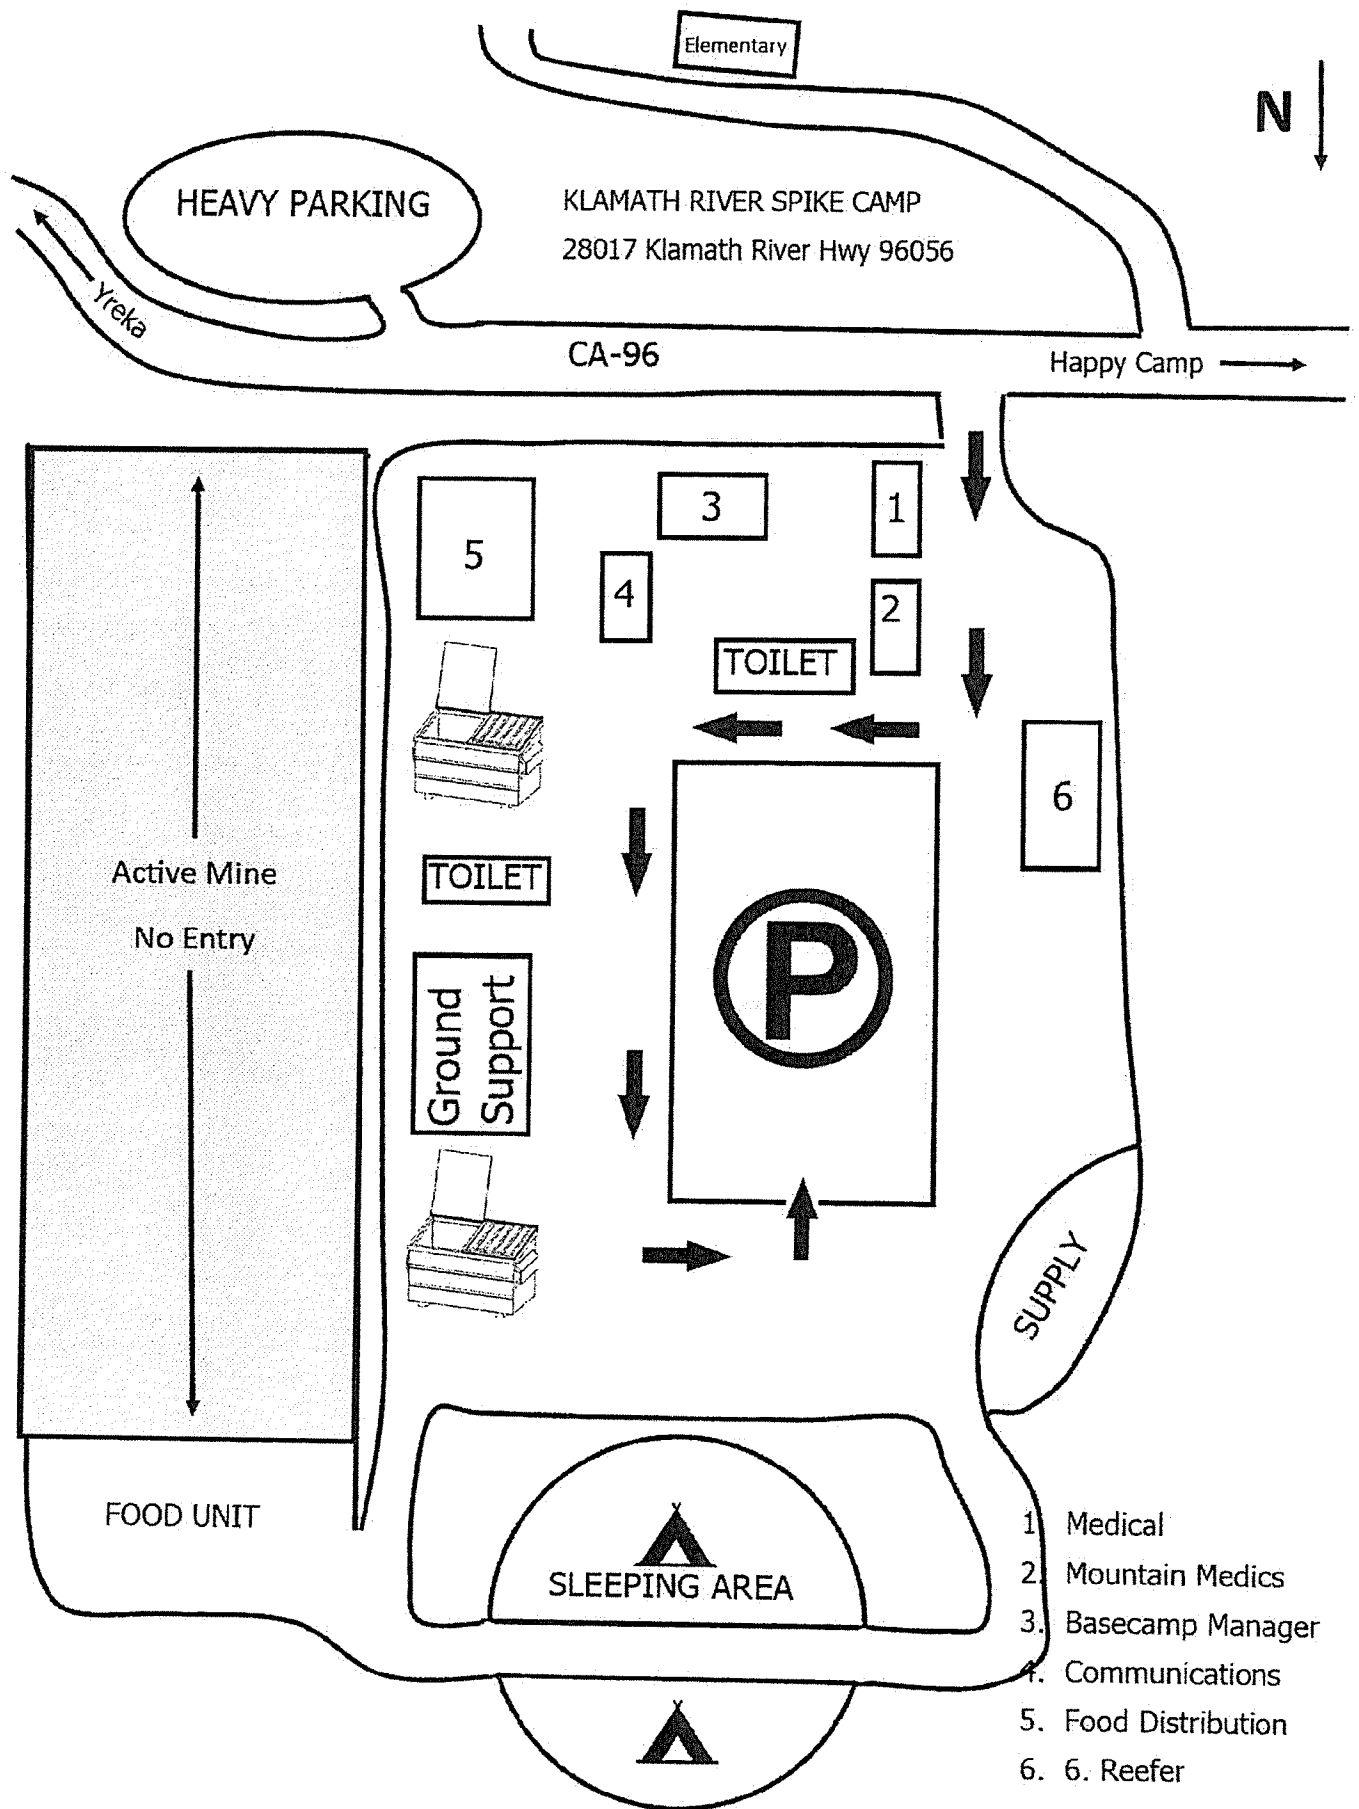 Elementary
N
HEAVY PARKING
KLAMATH RIVER SPIKE CAMP
28017 Klamath River Hwy 96056
Yreka
CA-96
Happy Camp
5
3
1
4
2
TOILET
6
Active Mine
No Entry
TOILET
P
Ground
Support
SUPPLY
FOOD UNIT
SLEEPING AREA
1. Medical
2. Mountain Medics
3. Basecamp Manager
4. Communications
5. Food Distribution
6. 6. Reefer